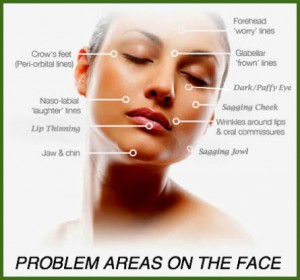 Forehead
'worry' lines
Crow's feet
(Peri-orbital lines)
Glabellar
'frown' lines
Dark/Puffy Eye
Naso-labial
'laughter' lines
Sagging Cheek
Lip Thinning
Wrinkles around lips
& oral commissures
Jaw & chin
Sagging Jowl
PROBLEM AREAS ON THE FACE